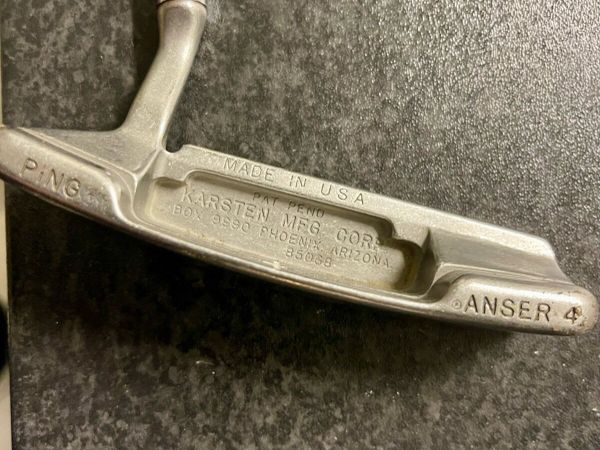 MADE IN USA
PAT PEND
KARSTEN MFG. CORP
BOX 9990 PHOENIX ARIZONA
85068
PiNG
® ANSER 4